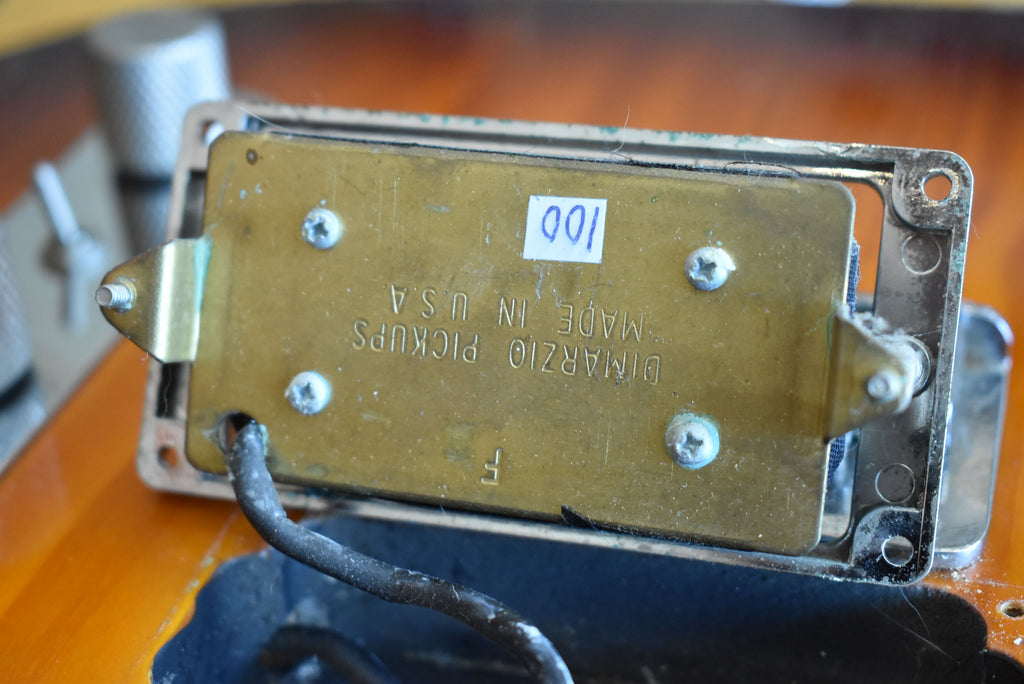 100
DIMARZIO PICKUPS
MADE IN U.S.A.
F